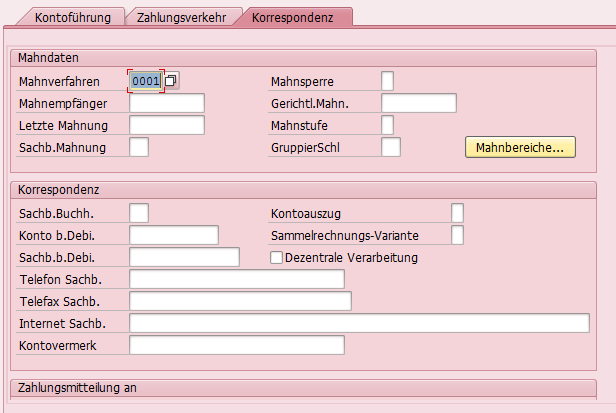 Kontoführung Zahlungsverkehr Korrespondenz
Mahndaten
Mahnverfahren 0001 Mahnsperre
Mahnempfänger Gerichtl.Mahn.
Letzte Mahnung Mahnstufe
Sachb.Mahnung GruppierSchl Mahnbereiche...
Korrespondenz
Sachb.Buchh. Kontoauszug
Konto b.Debi. Sammelrechnungs-Variante
Sachb.b.Debi. Dezentrale Verarbeitung
Telefon Sachb.
Telefax Sachb.
Internet Sachb.
Kontovermerk
Zahlungsmitteilung an